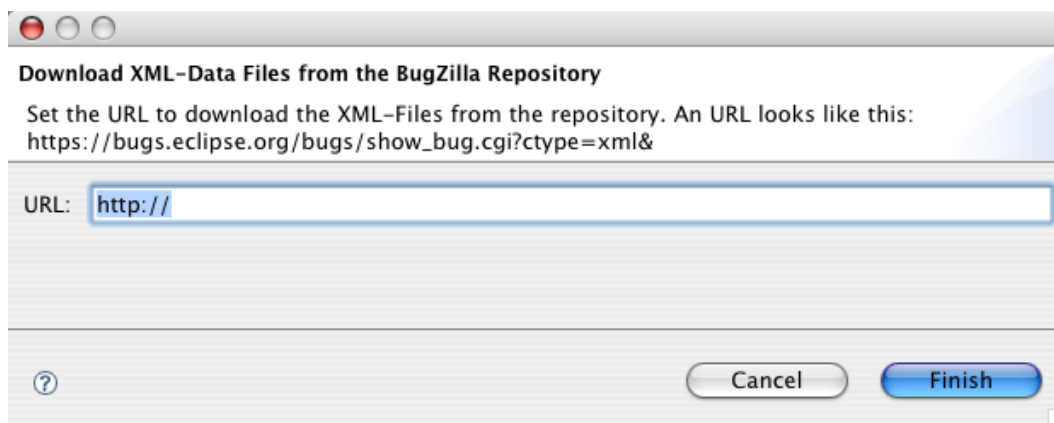 Download XML-Data Files from the BugZilla Repository
Set the URL to download the XML-Files from the repository. An URL looks like this:
https://bugs.eclipse.org/bugs/show_bug.cgi?ctype=xml&
URL: http://
? Cancel Finish